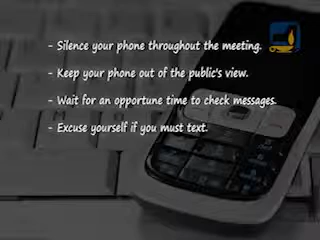 - Silence your phone throughout the meeting.
- Keep your phone out of the public's view.
- Wait for an opportune time to check messages.
- Excuse yourself if you must text.